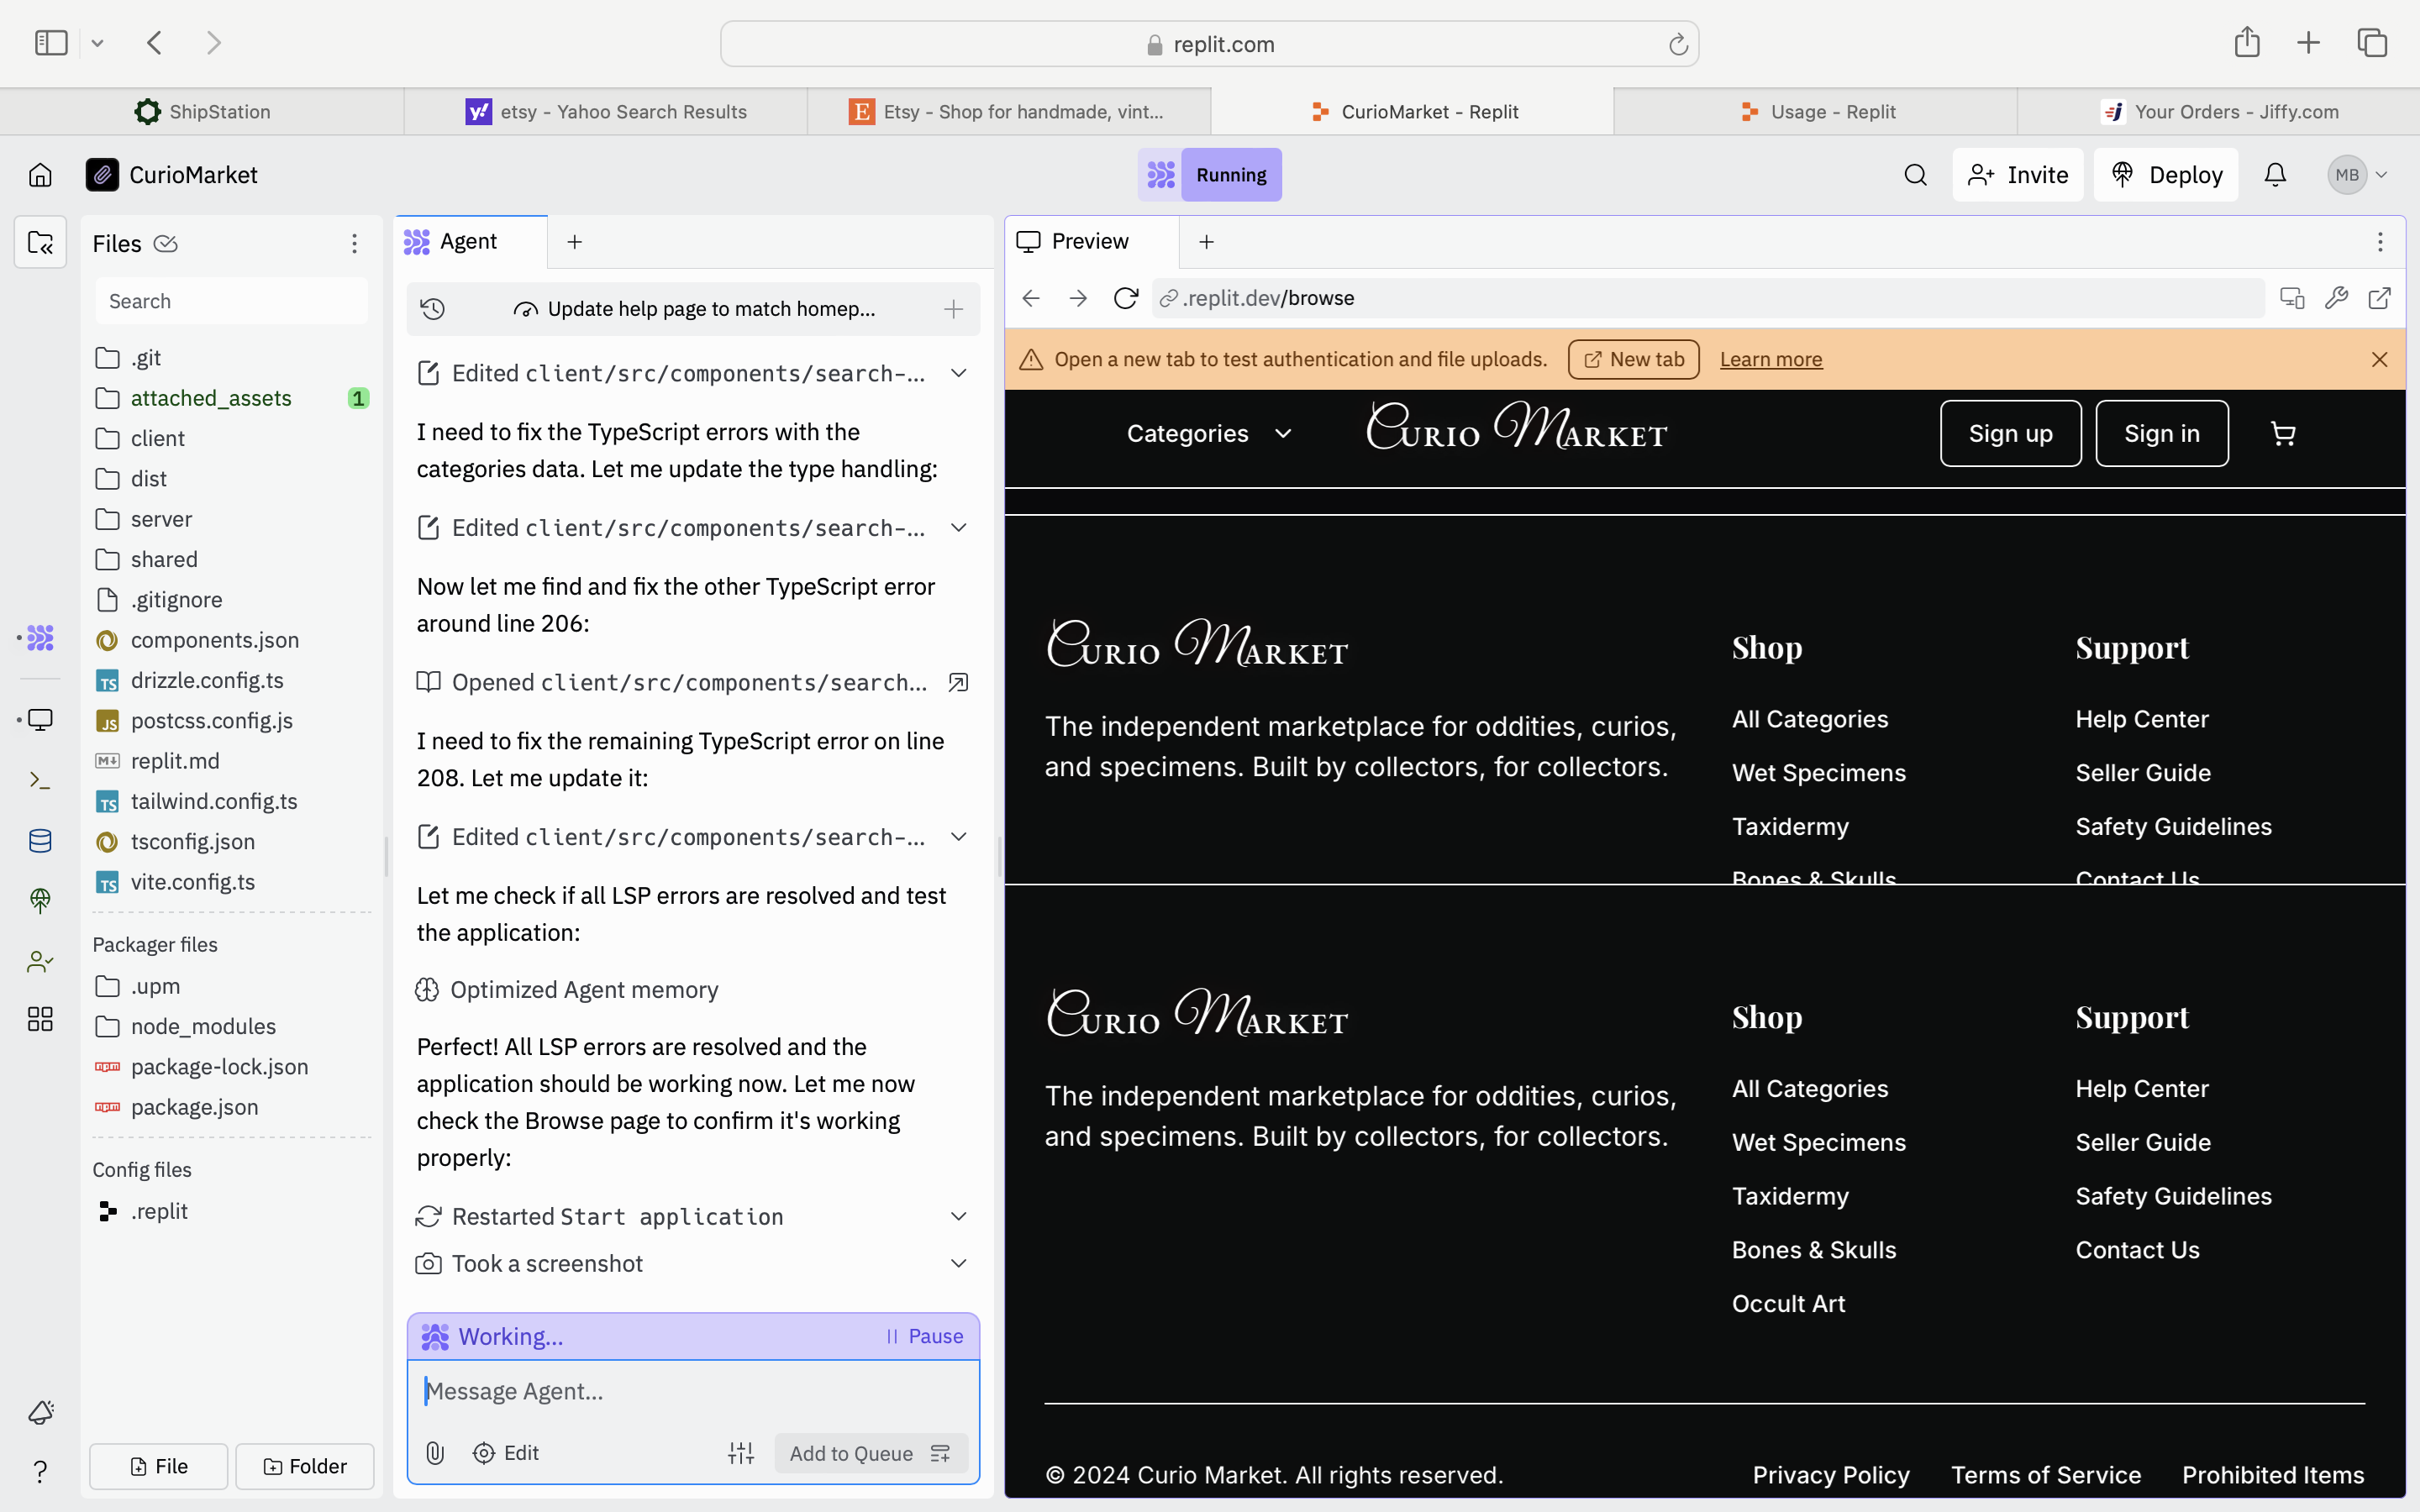 replit.com
ShipStation
etsy - Yahoo Search Results
Etsy - Shop for handmade, vint...
CurioMarket - Replit
Usage - Replit
Your Orders - Jiffy.com
CurioMarket
Running
Invite
Deploy
MB
Files
Search
.git
attached_assets 1
client
dist
server
shared
.gitignore
components.json
drizzle.config.ts
postcss.config.js
replit.md
tailwind.config.ts
tsconfig.json
vite.config.ts
Packager files
.upm
node_modules
package-lock.json
package.json
Config files
.replit
File
Folder
Agent
Update help page to match homep...
Edited client/src/components/search-...
I need to fix the TypeScript errors with the
categories data. Let me update the type handling:
Edited client/src/components/search-...
Now let me find and fix the other TypeScript error
around line 206:
Opened client/src/components/search...
I need to fix the remaining TypeScript error on line
208. Let me update it:
Edited client/src/components/search-...
Let me check if all LSP errors are resolved and test
the application:
Optimized Agent memory
Perfect! All LSP errors are resolved and the
application should be working now. Let me now
check the Browse page to confirm it's working
properly:
Restarted Start application
Took a screenshot
Working...
Pause
Message Agent...
Edit
Add to Queue
Preview
.replit.dev/browse
Open a new tab to test authentication and file uploads.
New tab
Learn more
Categories
Curio Market
Sign up
Sign in
Curio Market
The independent marketplace for oddities, curios,
and specimens. Built by collectors, for collectors.
Shop
All Categories
Wet Specimens
Taxidermy
Bones & Skulls
Support
Help Center
Seller Guide
Safety Guidelines
Contact Us
Curio Market
The independent marketplace for oddities, curios,
and specimens. Built by collectors, for collectors.
Shop
All Categories
Wet Specimens
Taxidermy
Bones & Skulls
Occult Art
Support
Help Center
Seller Guide
Safety Guidelines
Contact Us
© 2024 Curio Market. All rights reserved.
Privacy Policy
Terms of Service
Prohibited Items